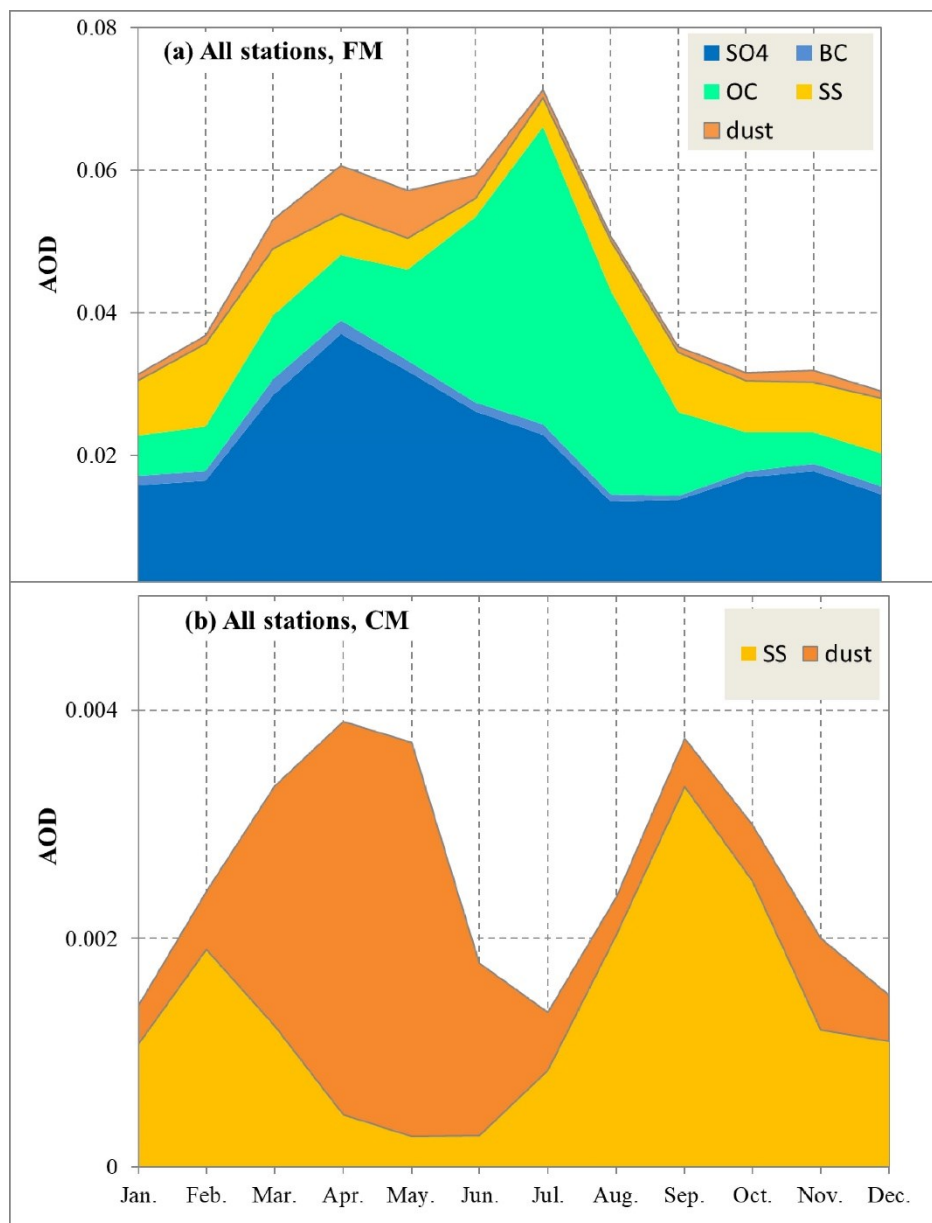 (a) All stations, FM
SO4 BC
OC SS
dust
0.08
0.06
0.04
0.02
AOD
(b) All stations, CM
SS dust
0.004
0.002
0
AOD
Jan. Feb. Mar. Apr. May. Jun. Jul. Aug. Sep. Oct. Nov. Dec.